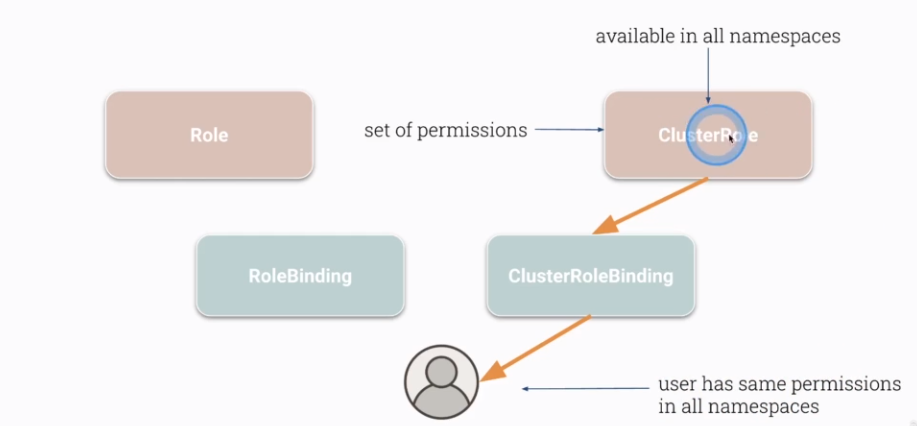 available in all namespaces
Role
set of permissions
ClusterRole
RoleBinding
ClusterRoleBinding
user has same permissions
in all namespaces